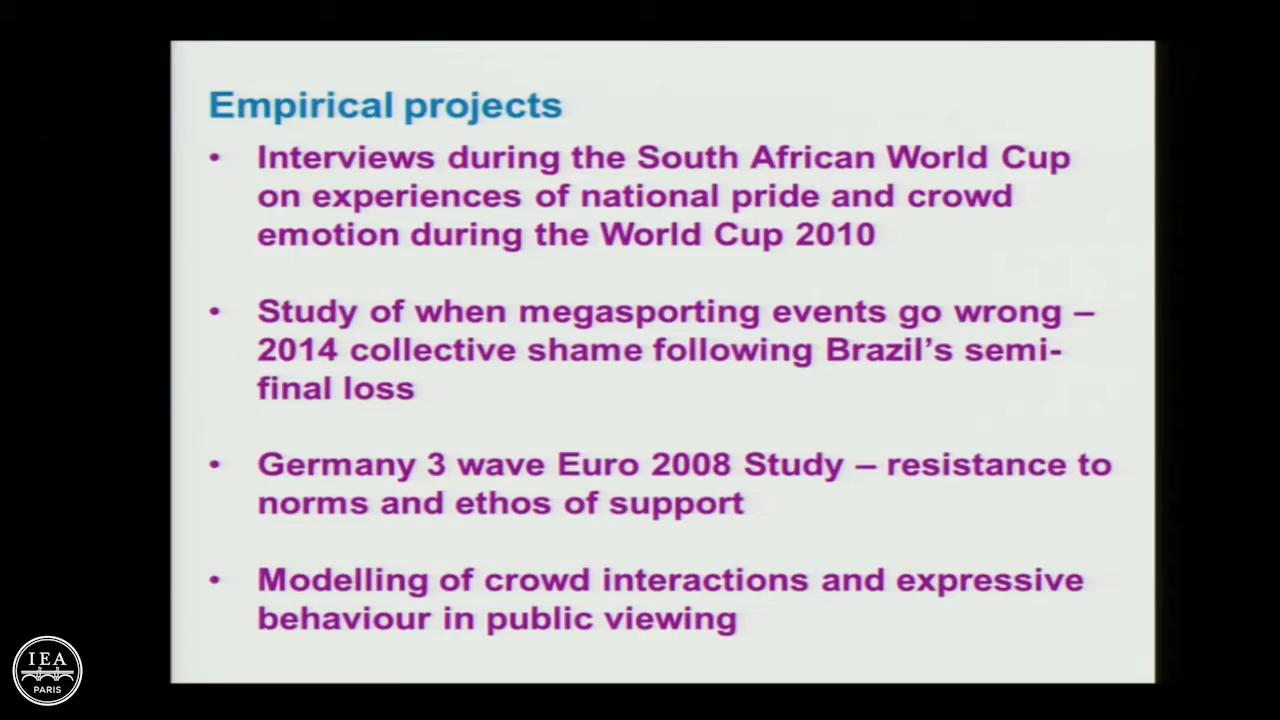 Empirical projects
• Interviews during the South African World Cup
on experiences of national pride and crowd
emotion during the World Cup 2010
• Study of when megasporting events go wrong –
2014 collective shame following Brazil's semi-
final loss
• Germany 3 wave Euro 2008 Study – resistance to
norms and ethos of support
• Modelling of crowd interactions and expressive
behaviour in public viewing
IEA
PARIS